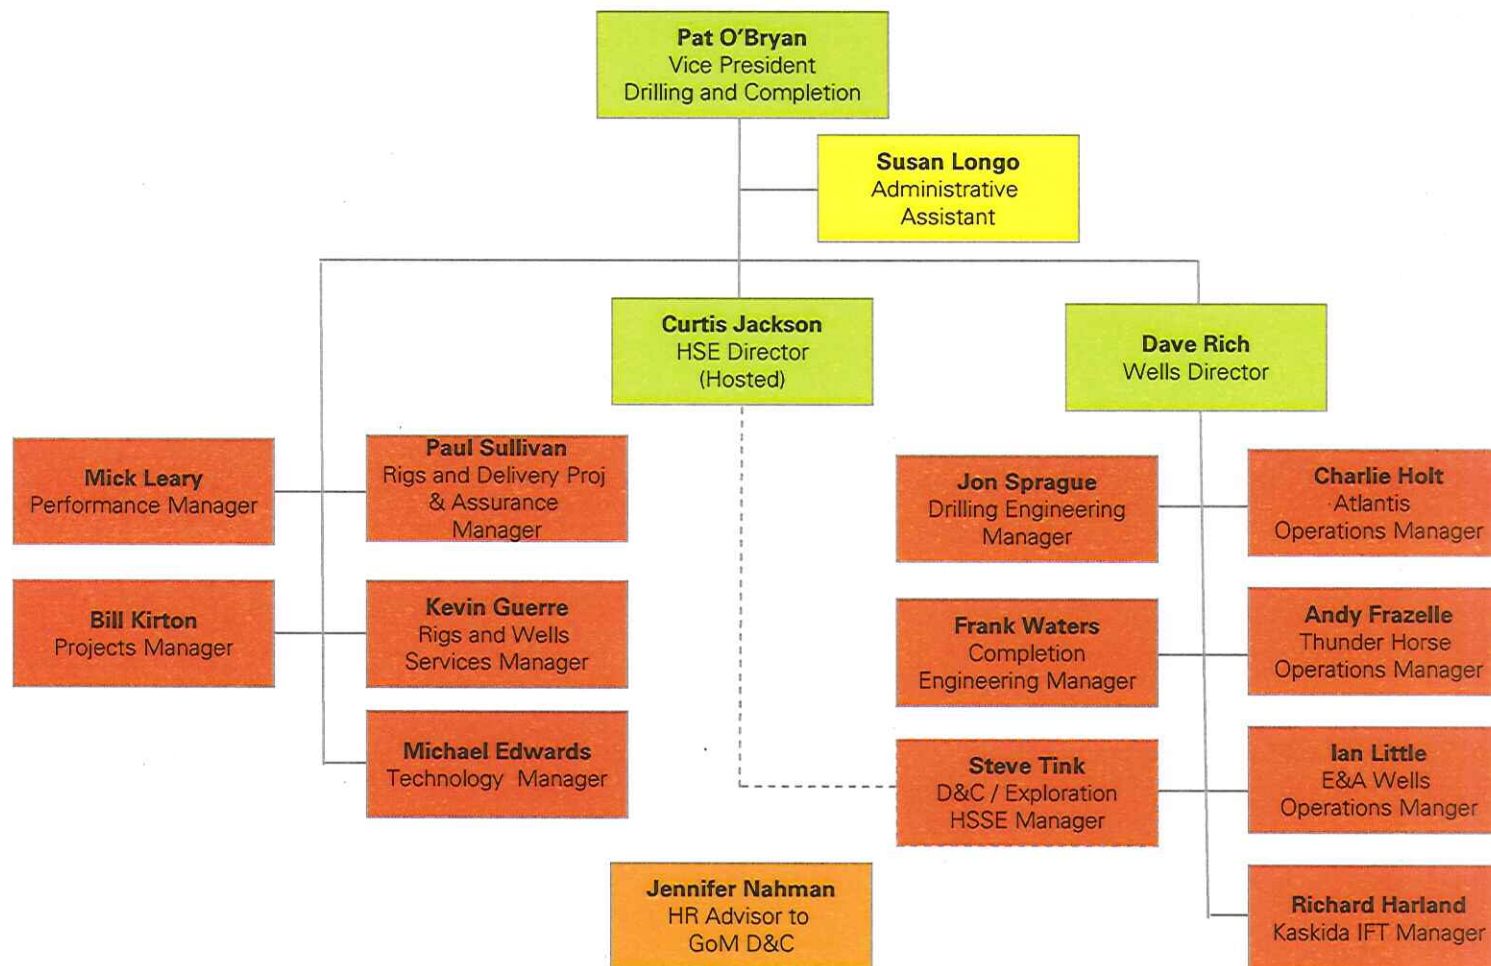 Pat O'Bryan
Vice President
Drilling and Completion
Susan Longo
Administrative
Assistant
Curtis Jackson
HSE Director
(Hosted)
Dave Rich
Wells Director
Mick Leary
Performance Manager
Paul Sullivan
Rigs and Delivery Proj
& Assurance
Manager
Jon Sprague
Drilling Engineering
Manager
Charlie Holt
Atlantis
Operations Manager
Bill Kirton
Projects Manager
Kevin Guerre
Rigs and Wells
Services Manager
Frank Waters
Completion
Engineering Manager
Andy Frazelle
Thunder Horse
Operations Manager
Michael Edwards
Technology Manager
Steve Tink
D&C / Exploration
HSSE Manager
Ian Little
E&A Wells
Operations Manger
Jennifer Nahman
HR Advisor to
GoM D&C
Richard Harland
Kaskida IFT Manager